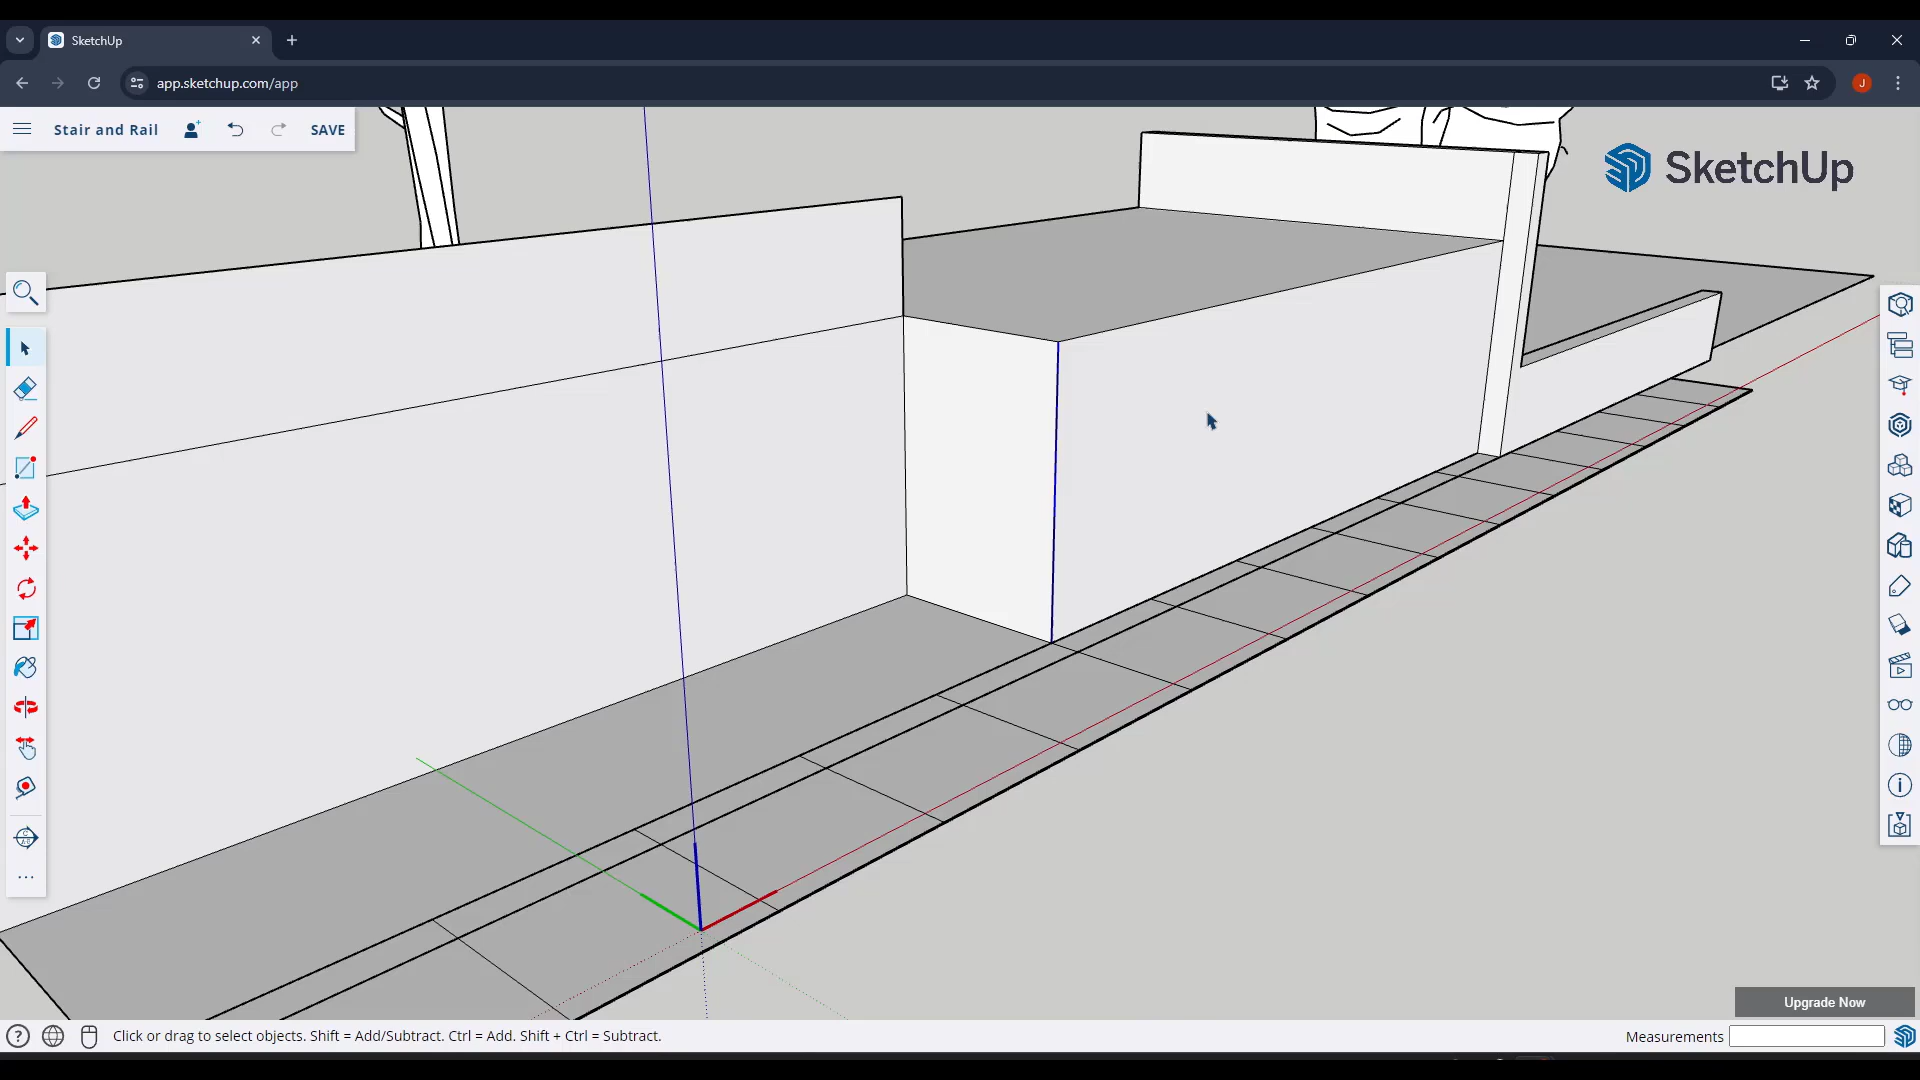 SketchUp
app.sketchup.com/app
J
Stair and Rail
SAVE
SketchUp
Upgrade Now
Click or drag to select objects. Shift = Add/Subtract. Ctrl = Add. Shift + Ctrl = Subtract.
Measurements